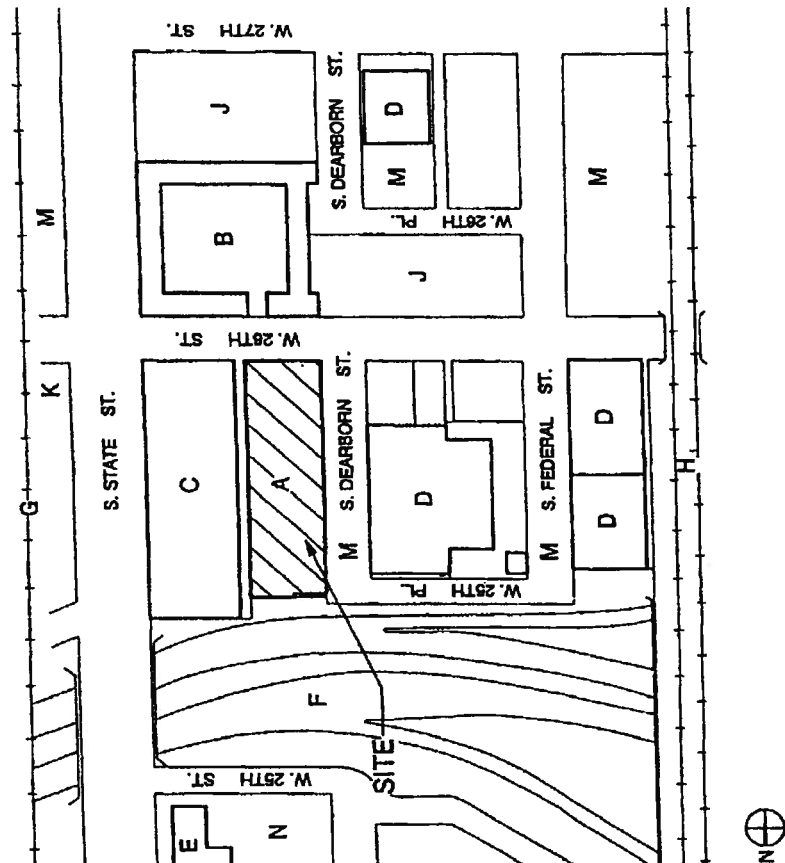 W. 27TH ST.
J
S. DEARBORN ST.
D
M
M
M
B
W. 26TH PL.
J
W. 26TH ST.
K
S. STATE ST.
G
C
A
S. DEARBORN ST.
M
D
S. FEDERAL ST.
M
D
D
H
W. 25TH PL.
F
SITE
W. 25TH ST.
E
N
N